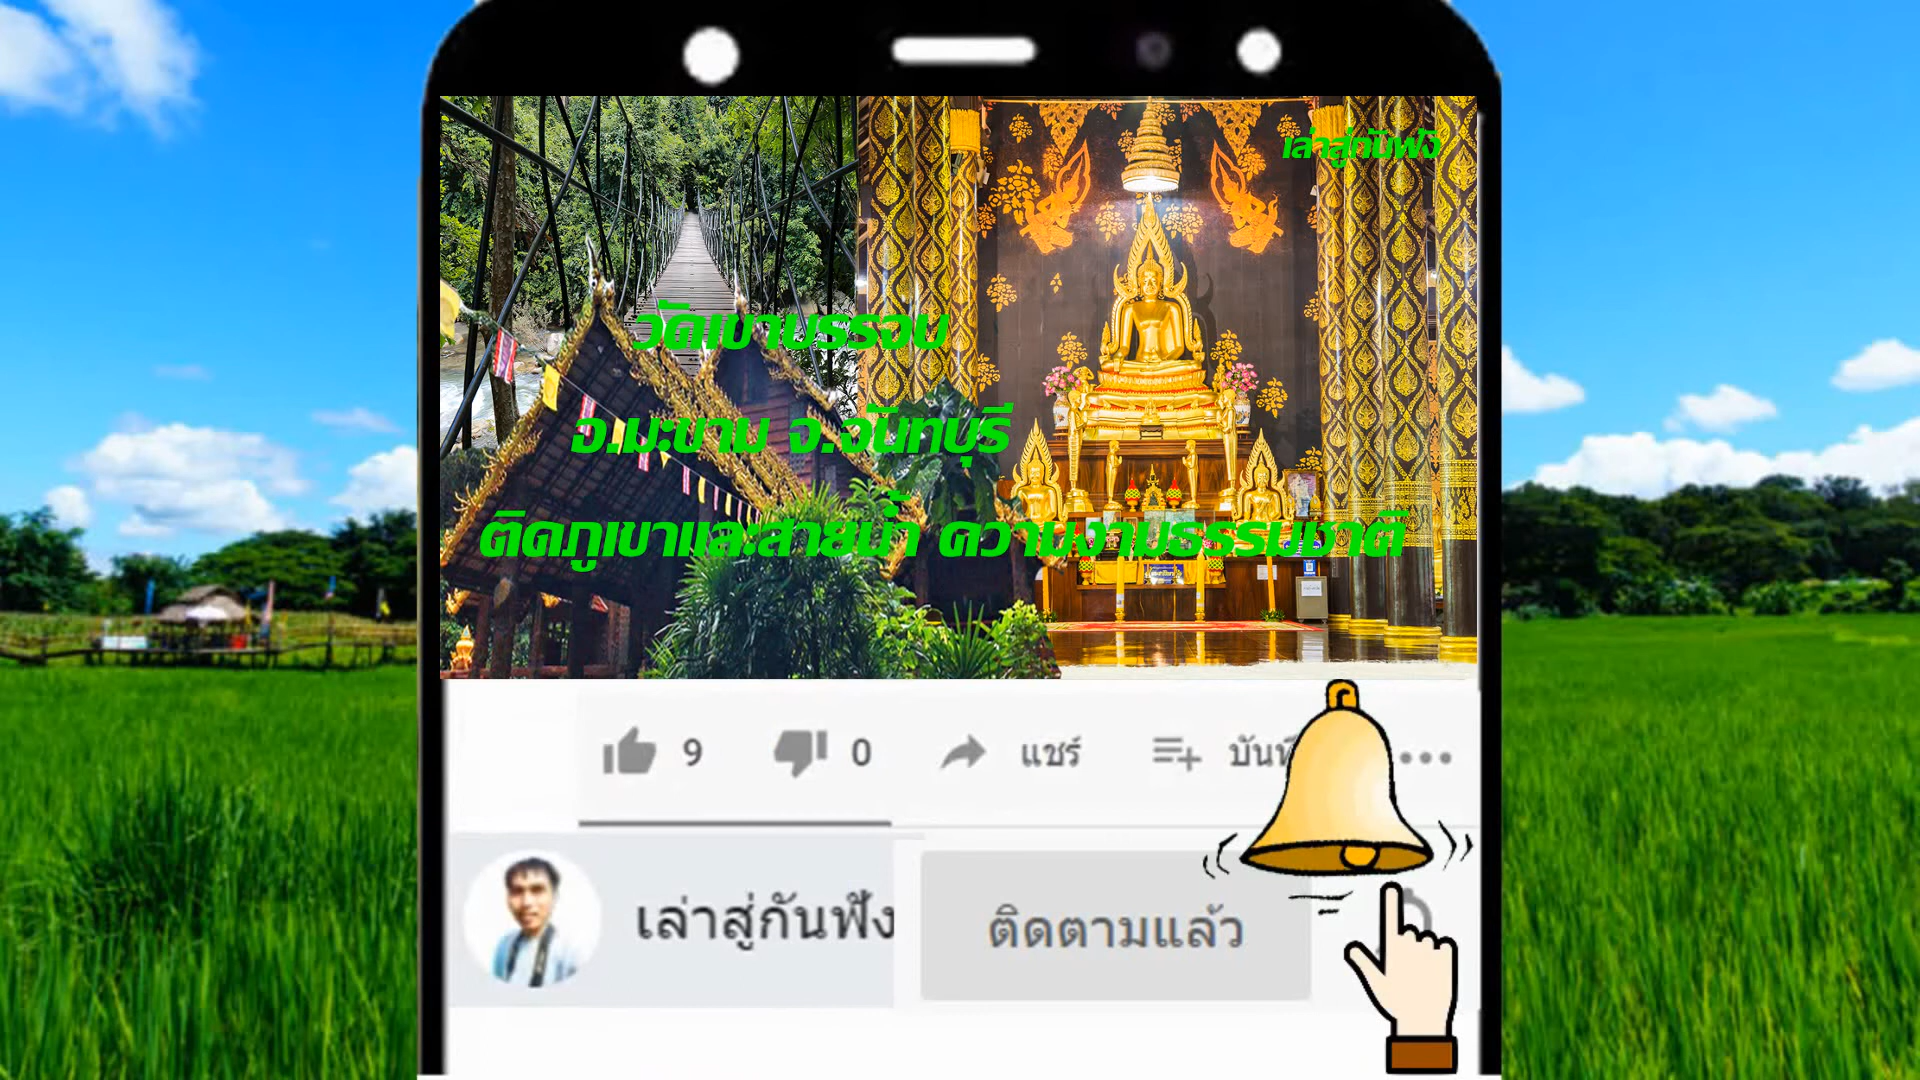 เล่าสู่กันฟัง
วัดเขาบรรจบ
อ.มะขาม จ.จันทบุรี
ติดภูเขาและสายน้ำ ความงามธรรมชาติ
9 0 แชร์ บันที
เล่าสู่กันฟัง ติดตามแล้ว